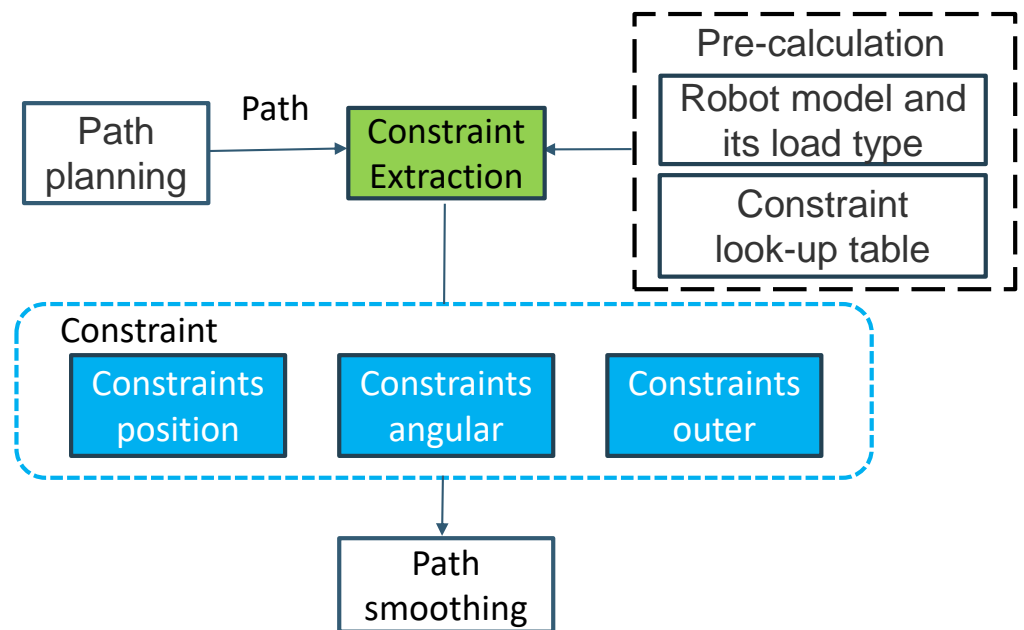 Pre-calculation
Path
planning
Path
Constraint
Extraction
Robot model and
its load type
Constraint
look-up table
Constraint
Constraints
position
Constraints
angular
Constraints
outer
Path
smoothing